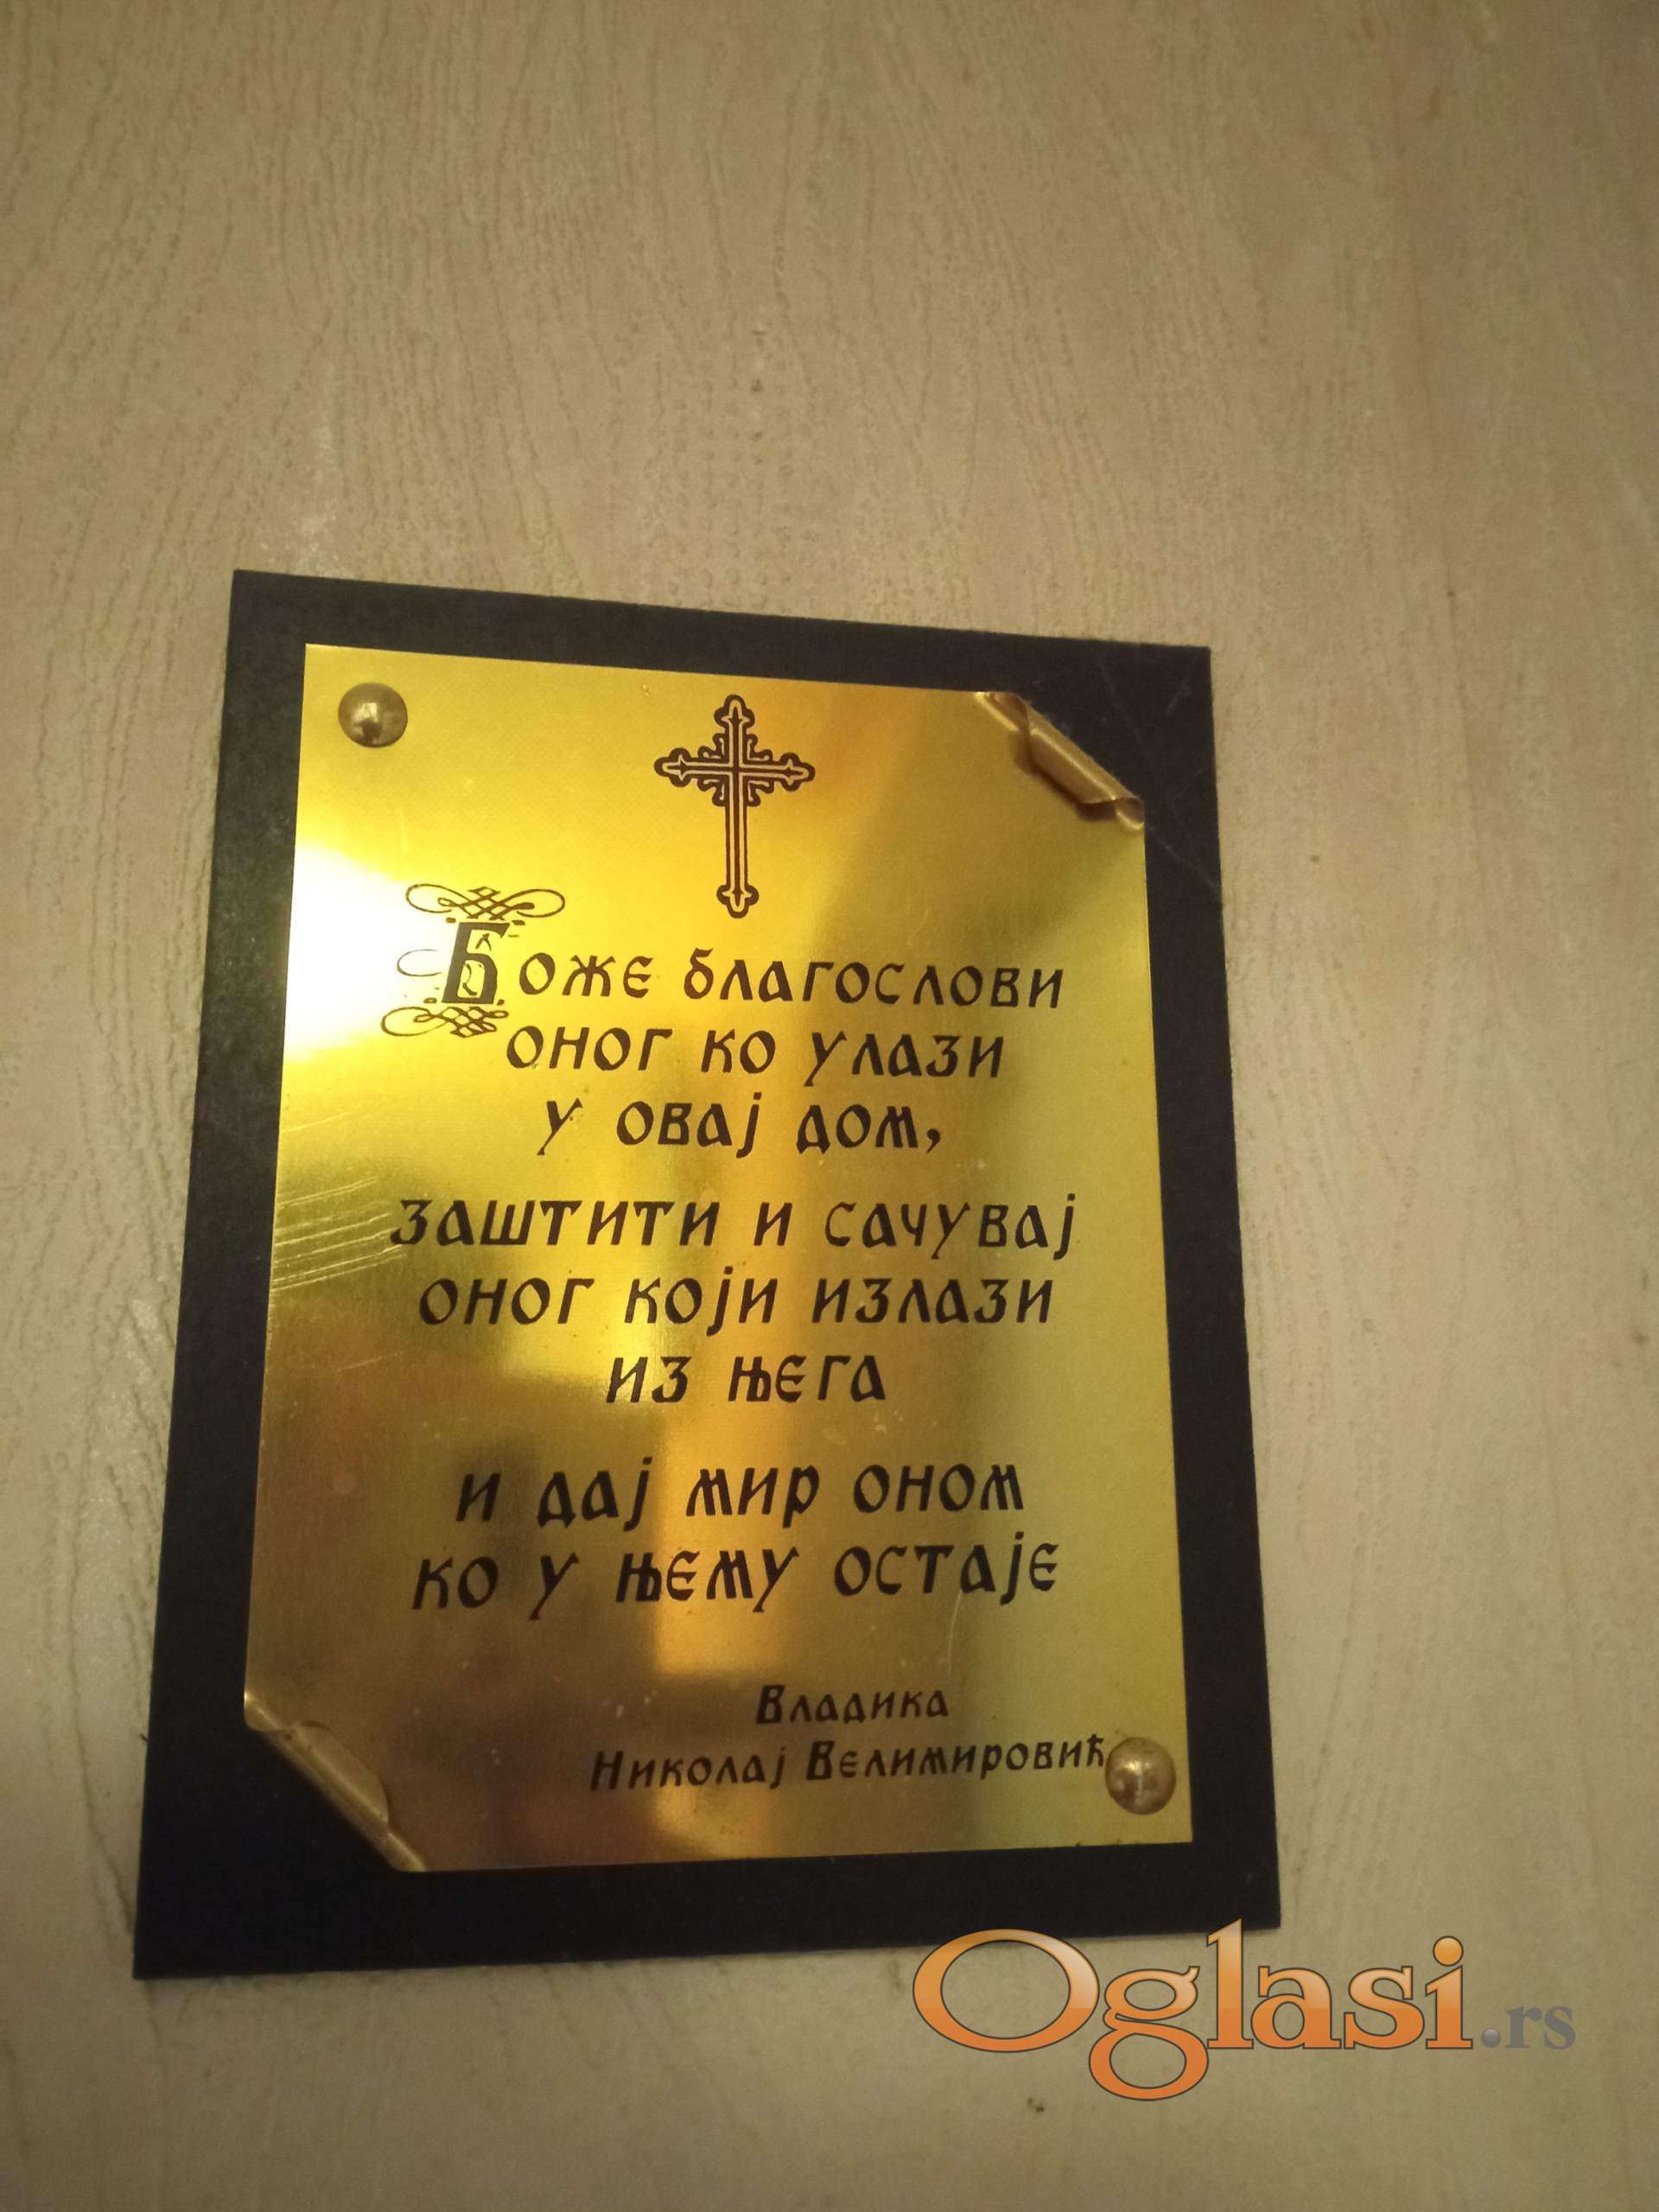 Боже благослови
оног ко улази
у овај дом,
заштити и сачувај
оног који излази
из њега
и дај мир оном
ко у њему остаје
Владика
Николај Велимировић
Oglasi.rs